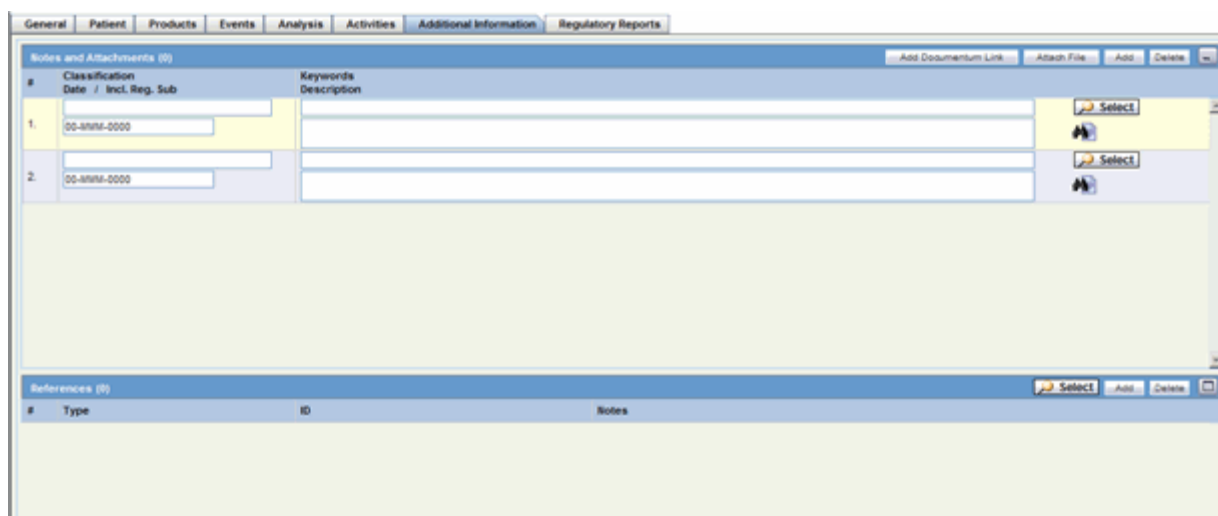 General Patient Products Events Analysis Activities Additional Information Regulatory Reports
Notes and Attachments (0) Add Documentum Link Attach File Add Delete
# Classification Keywords
Date / Incl. Reg. Sub Description
Select
1. 00-MMM-0000
Select
2. 00-MMM-0000
References (0) Select Add Delete
# Type ID Notes